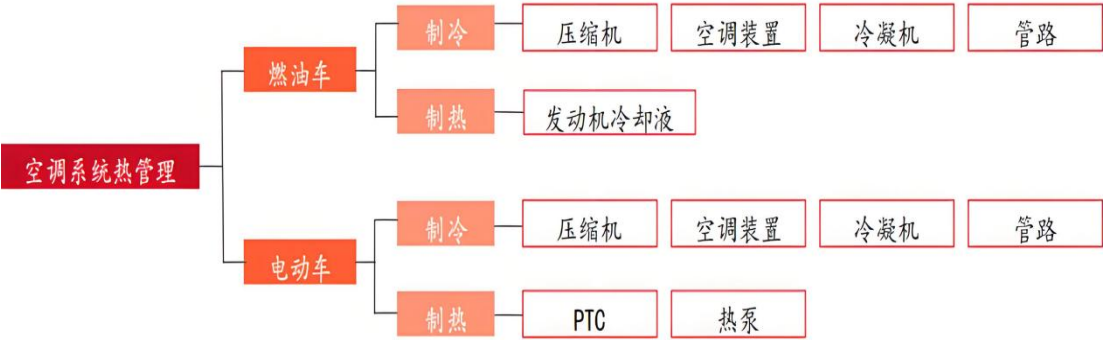 空调系统热管理
燃油车
制冷
压缩机
空调装置
冷凝机
管路
制热
发动机冷却液
电动车
制冷
压缩机
空调装置
冷凝机
管路
制热
PTC
热泵